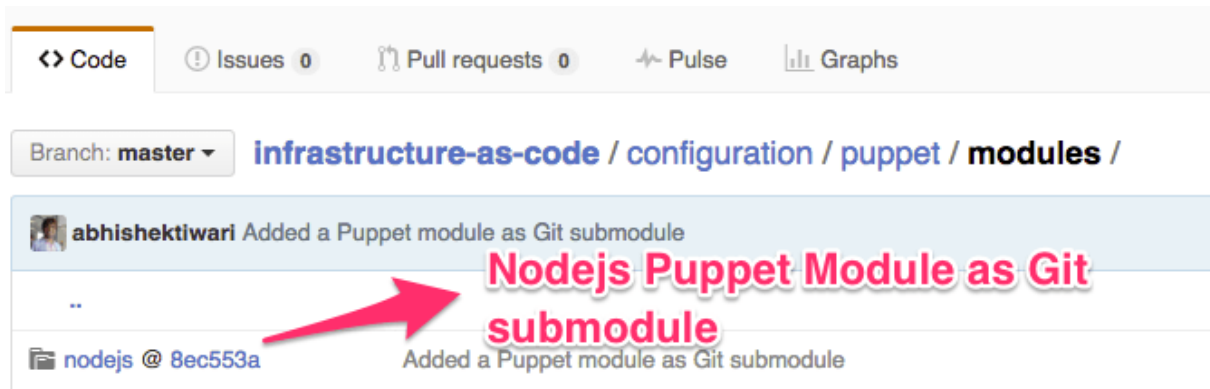 <> Code Issues 0 Pull requests 0 Pulse Graphs
Branch: master infrastructure-as-code / configuration / puppet / modules /
abhishektiwari Added a Puppet module as Git submodule
Nodejs Puppet Module as Git
submodule
..
nodejs @ 8ec553a Added a Puppet module as Git submodule